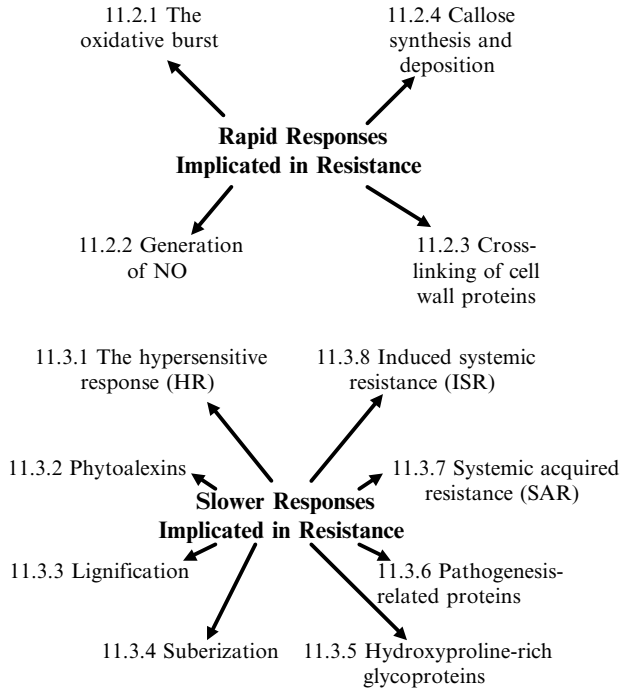 11.2.1 The
oxidative burst
11.2.4 Callose
synthesis and
deposition
Rapid Responses
Implicated in Resistance
11.2.2 Generation
of NO
11.2.3 Cross-
linking of cell
wall proteins
11.3.1 The hypersensitive
response (HR)
11.3.8 Induced systemic
resistance (ISR)
11.3.2 Phytoalexins
11.3.7 Systemic acquired
resistance (SAR)
Slower Responses
Implicated in Resistance
11.3.3 Lignification
11.3.6 Pathogenesis-
related proteins
11.3.4 Suberization
11.3.5 Hydroxyproline-rich
glycoproteins